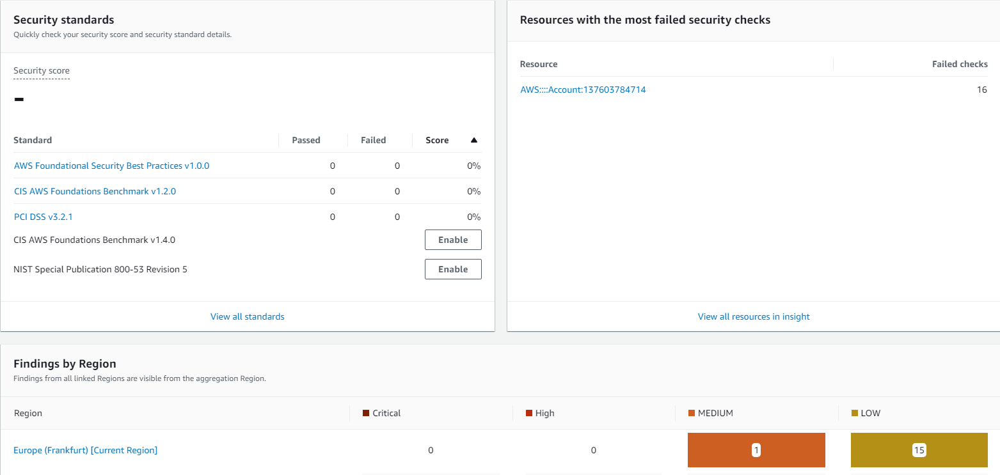 Security standards
Quickly check your security score and security standard details.
Security score
–
Standard Passed Failed Score ▲
AWS Foundational Security Best Practices v1.0.0 0 0 0%
CIS AWS Foundations Benchmark v1.2.0 0 0 0%
PCI DSS v3.2.1 0 0 0%
CIS AWS Foundations Benchmark v1.4.0 Enable
NIST Special Publication 800-53 Revision 5 Enable
View all standards
Resources with the most failed security checks
Resource Failed checks
AWS::::Account:137603784714 16
View all resources in insight
Findings by Region
Findings from all linked Regions are visible from the aggregation Region.
Region Critical High MEDIUM LOW
Europe (Frankfurt) [Current Region] 0 0 1 15